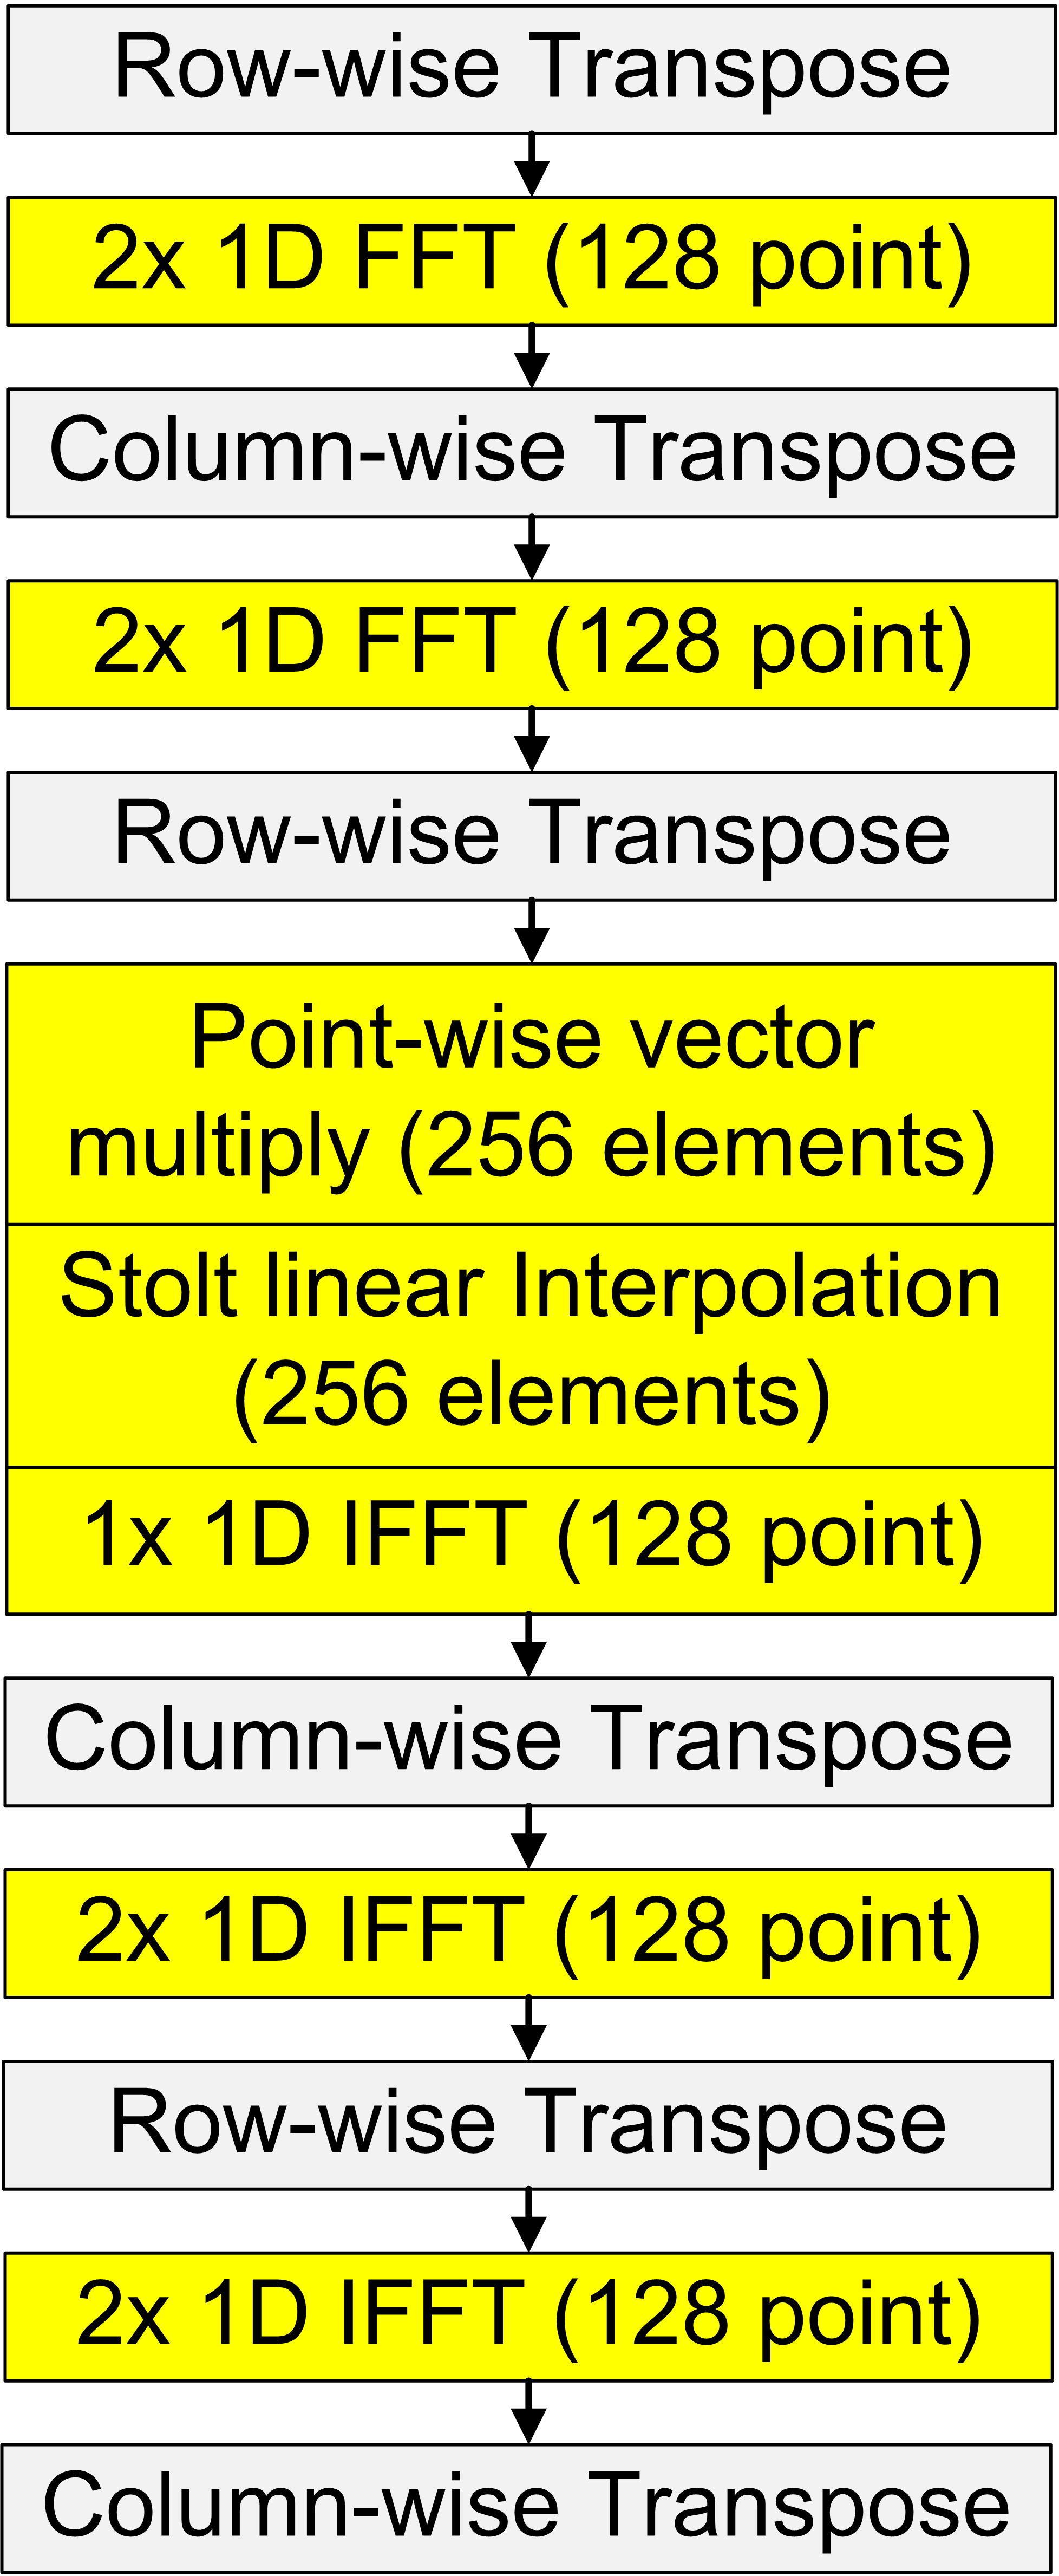 Row-wise Transpose
2x 1D FFT (128 point)
Column-wise Transpose
2x 1D FFT (128 point)
Row-wise Transpose
Point-wise vector
multiply (256 elements)
Stolt linear Interpolation
(256 elements)
1x 1D IFFT (128 point)
Column-wise Transpose
2x 1D IFFT (128 point)
Row-wise Transpose
2x 1D IFFT (128 point)
Column-wise Transpose